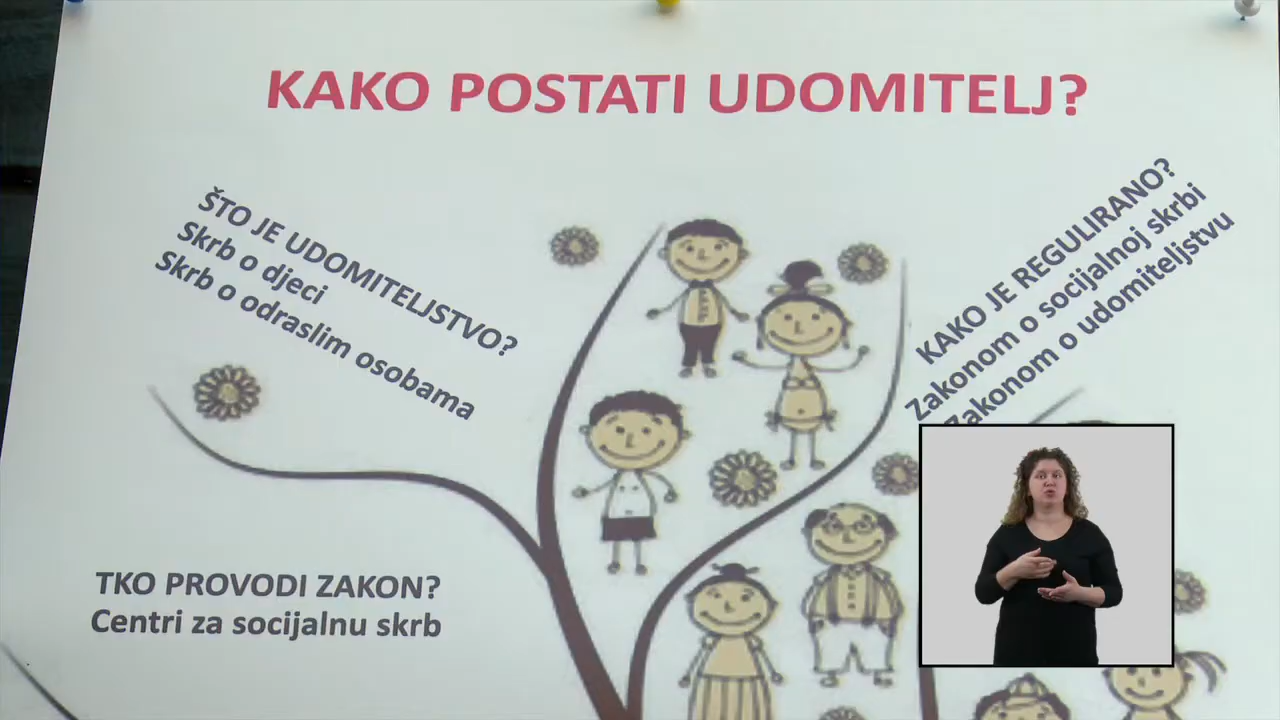 KAKO POSTATI UDOMITELJ?
ŠTO JE UDOMITELJSTVO?
Skrb o djeci
Skrb o odraslim osobama
KAKO JE REGULIRANO?
Zakonom o socijalnoj skrbi
Zakonom o udomiteljstvu
TKO PROVODI ZAKON?
Centri za socijalnu skrb